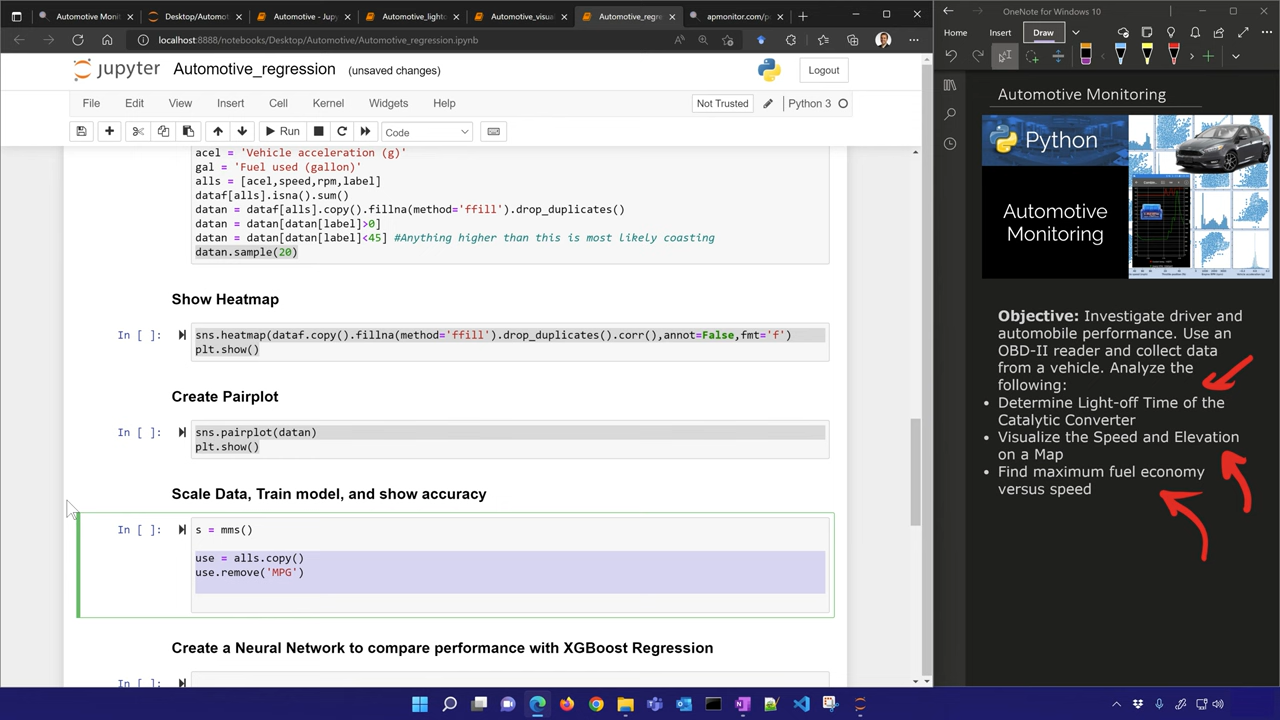 Automotive Monit
Desktop/Automot
Automotive - Jup
Automotive_light
Automotive_visua
Automotive_regre
apmonitor.com/p
OneNote for Windows 10
localhost:8888/notebooks/Desktop/Automotive/Automotive_regression.ipynb
Home Insert Draw
jupyter Automotive_regression (unsaved changes)
Logout
File Edit View Insert Cell Kernel Widgets Help
Not Trusted Python 3
Run Code
acel = 'Vehicle acceleration (g)'
gal = 'Fuel used (gallon)'
alls = [acel,speed,rpm,label]
dataf[alls].isna().sum()
datan = dataf[alls].copy().fillna(method='ffill').drop_duplicates()
datan = datan[datan[label]>0]
datan = datan[datan[label]<45] #Anything higher than this is most likely coasting
datan.sample(20)
Show Heatmap
In [ ]: sns.heatmap(dataf.copy().fillna(method='ffill').drop_duplicates().corr(),annot=False,fmt='f')
plt.show()
Create Pairplot
In [ ]: sns.pairplot(datan)
plt.show()
Scale Data, Train model, and show accuracy
In [ ]: s = mms()
use = alls.copy()
use.remove('MPG')
Create a Neural Network to compare performance with XGBoost Regression
In [ ]:
Automotive Monitoring
Python
Automotive
Monitoring
Objective: Investigate driver and
automobile performance. Use an
OBD-II reader and collect data
from a vehicle. Analyze the
following:
• Determine Light-off Time of the
Catalytic Converter
• Visualize the Speed and Elevation
on a Map
• Find maximum fuel economy
versus speed